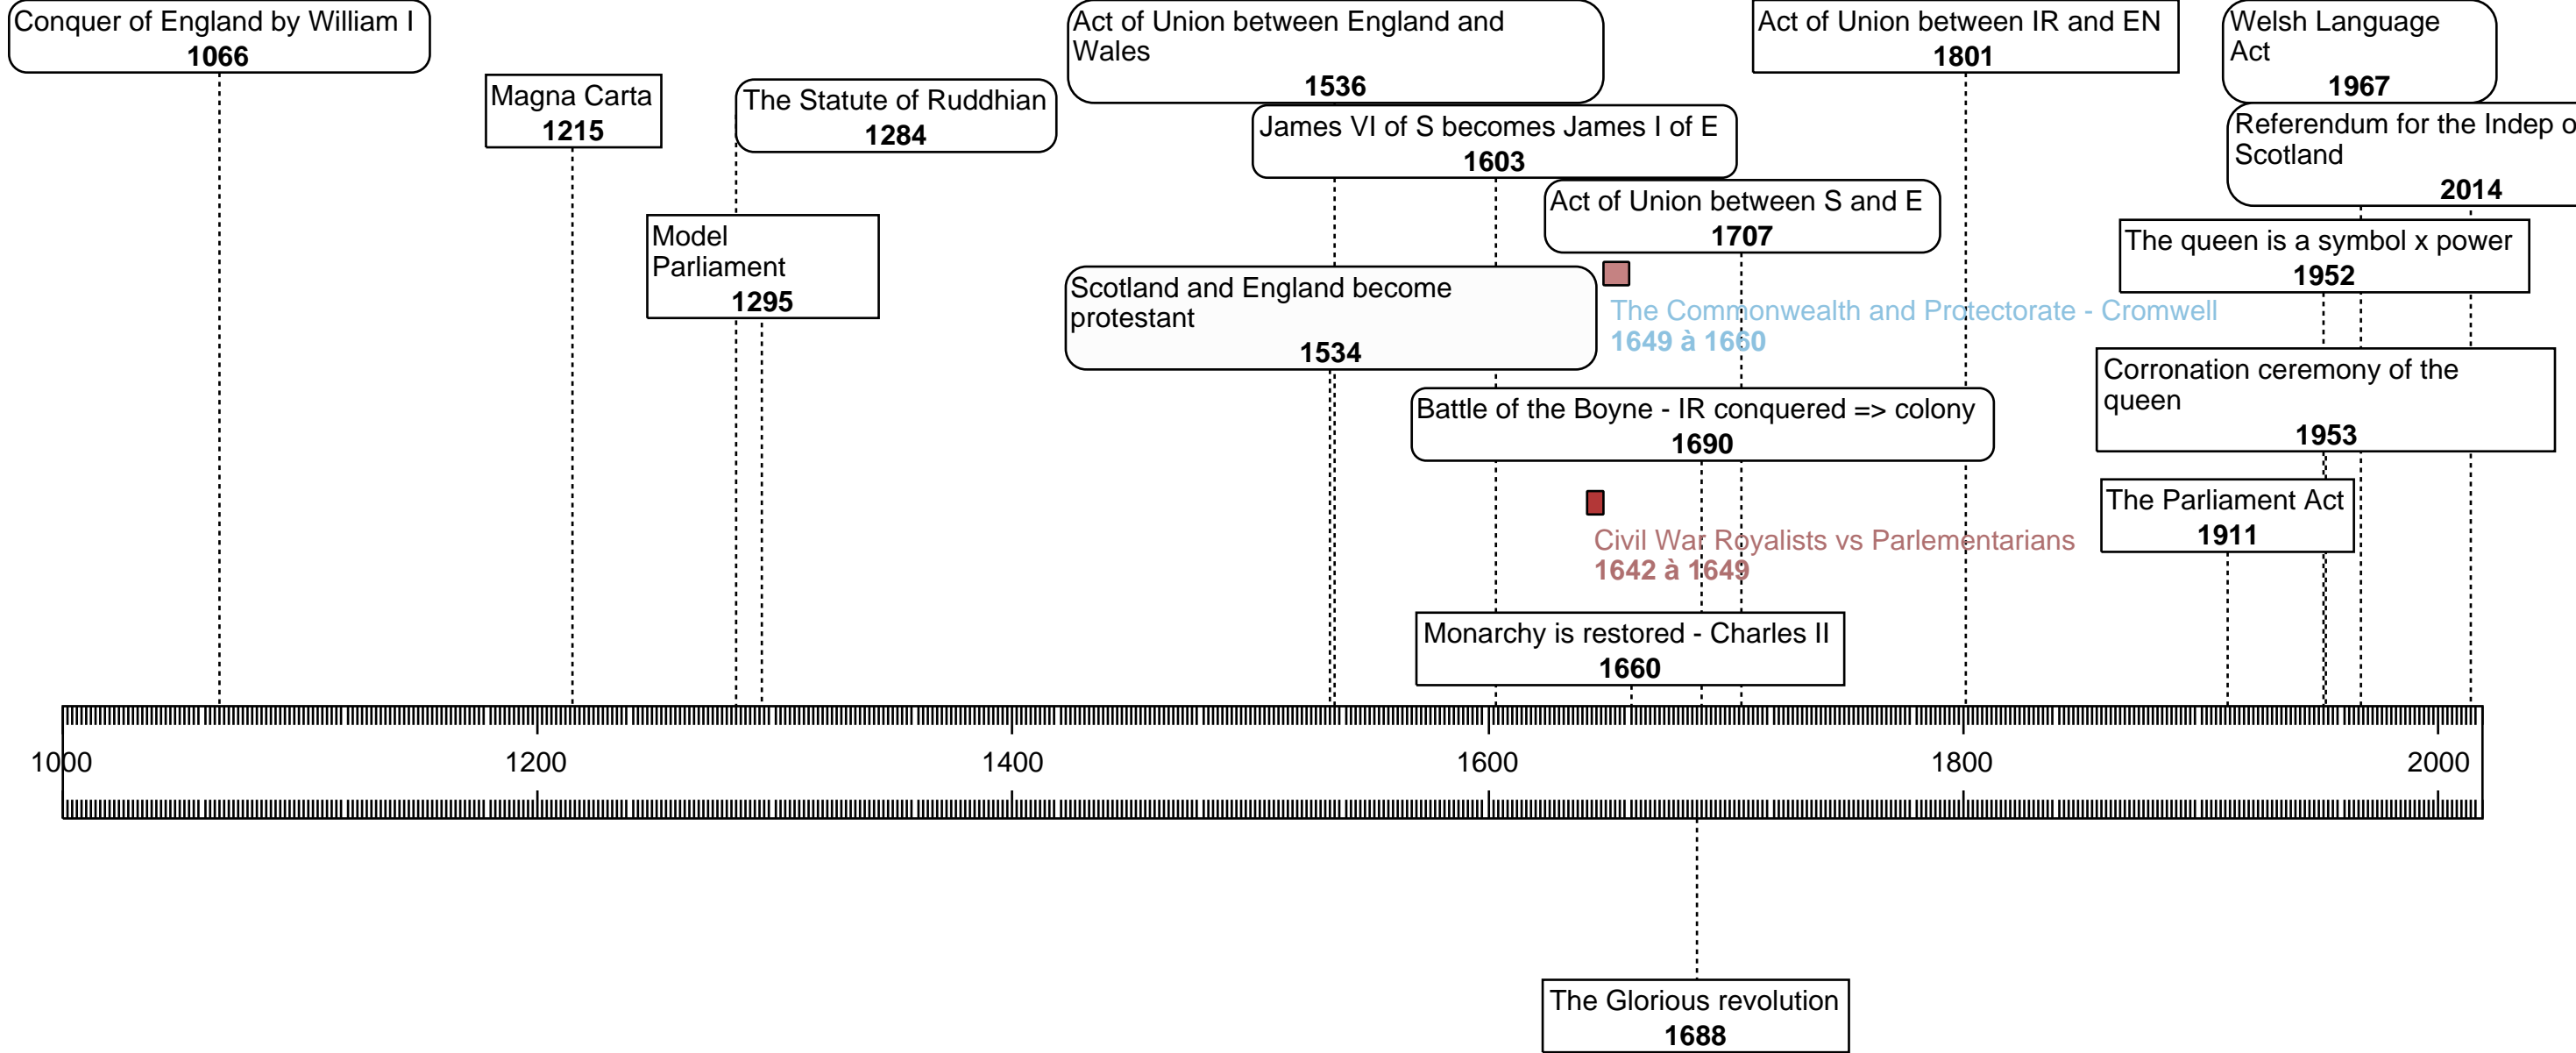 Conquer of England by William I
1066
Magna Carta
1215
The Statute of Ruddhian
1284
Model
Parliament
1295
Act of Union between England and
Wales
1536
James VI of S becomes James I of E
1603
Act of Union between S and E
1707
Scotland and England become
protestant
1534
The Commonwealth and Protectorate - Cromwell
1649 à 1660
Battle of the Boyne - IR conquered => colony
1690
Civil War Royalists vs Parlementarians
1642 à 1649
Monarchy is restored - Charles II
1660
Act of Union between IR and EN
1801
Welsh Language
Act
1967
Referendum for the Indep o
Scotland
2014
The queen is a symbol x power
1952
Corronation ceremony of the
queen
1953
The Parliament Act
1911
1000 1200 1400 1600 1800 2000
The Glorious revolution
1688